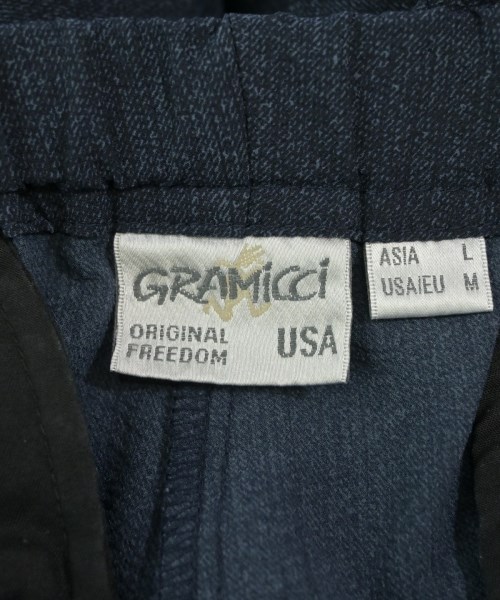 GRAMiCCi
ORIGINAL
FREEDOM
USA
ASIA L
USA/EU M